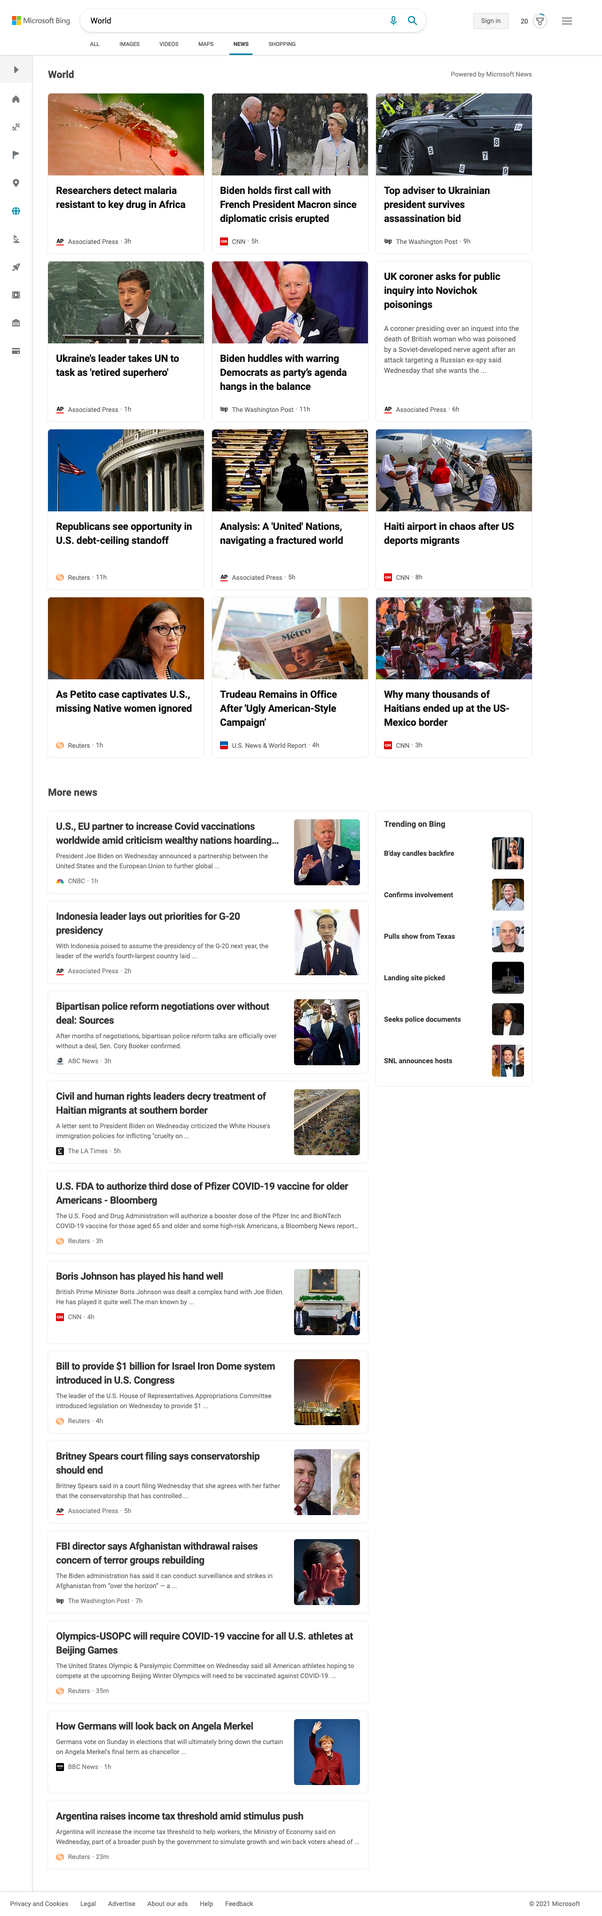 Microsoft Bing
World
Sign in
20
ALL
IMAGES
VIDEOS
MAPS
NEWS
SHOPPING
World
Powered by Microsoft News
Researchers detect malaria
resistant to key drug in Africa
AP Associated Press · 3h
Biden holds first call with
French President Macron since
diplomatic crisis erupted
CNN CNN · 5h
Top adviser to Ukrainian
president survives
assassination bid
wp The Washington Post · 9h
Ukraine's leader takes UN to
task as 'retired superhero'
AP Associated Press · 1h
Biden huddles with warring
Democrats as party's agenda
hangs in the balance
wp The Washington Post · 11h
UK coroner asks for public
inquiry into Novichok
poisonings
A coroner presiding over an inquest into the
death of British woman who was poisoned
by a Soviet-developed nerve agent after an
attack targeting a Russian ex-spy said
Wednesday that she wants the ...
AP Associated Press · 6h
Republicans see opportunity in
U.S. debt-ceiling standoff
Reuters · 11h
Analysis: A 'United' Nations,
navigating a fractured world
AP Associated Press · 5h
Haiti airport in chaos after US
deports migrants
CNN CNN · 8h
Métro
As Petito case captivates U.S.,
missing Native women ignored
Reuters · 1h
Trudeau Remains in Office
After 'Ugly American-Style
Campaign'
U.S. News & World Report · 4h
Why many thousands of
Haitians ended up at the US-
Mexico border
CNN CNN · 3h
More news
U.S., EU partner to increase Covid vaccinations
worldwide amid criticism wealthy nations hoarding...
President Joe Biden on Wednesday announced a partnership between the
United States and the European Union to further global ...
CNBC · 1h
Indonesia leader lays out priorities for G-20
presidency
With Indonesia poised to assume the presidency of the G-20 next year, the
leader of the world's fourth-largest country laid ...
AP Associated Press · 2h
Bipartisan police reform negotiations over without
deal: Sources
After months of negotiations, bipartisan police reform talks are officially over
without a deal, Sen. Cory Booker confirmed.
ABC News · 3h
Civil and human rights leaders decry treatment of
Haitian migrants at southern border
A letter sent to President Biden on Wednesday criticized the White House's
immigration policies for inflicting "cruelty on ...
The LA Times · 5h
U.S. FDA to authorize third dose of Pfizer COVID-19 vaccine for older
Americans - Bloomberg
The U.S. Food and Drug Administration will authorize a booster dose of the Pfizer Inc and BioNTech
COVID-19 vaccine for those aged 65 and older and some high-risk Americans, a Bloomberg News report...
Reuters · 3h
Boris Johnson has played his hand well
British Prime Minister Boris Johnson was dealt a complex hand with Joe Biden.
He has played it quite well.The man known by ...
CNN CNN · 4h
Bill to provide $1 billion for Israel Iron Dome system
introduced in U.S. Congress
The leader of the U.S. House of Representatives Appropriations Committee
introduced legislation on Wednesday to provide $1 ...
Reuters · 4h
Britney Spears court filing says conservatorship
should end
Britney Spears said in a court filing Wednesday that she agrees with her father
that the conservatorship that has controlled ...
AP Associated Press · 5h
FBI director says Afghanistan withdrawal raises
concern of terror groups rebuilding
The Biden administration has said it can conduct surveillance and strikes in
Afghanistan from "over the horizon" — a ...
wp The Washington Post · 7h
Olympics-USOPC will require COVID-19 vaccine for all U.S. athletes at
Beijing Games
The United States Olympic & Paralympic Committee on Wednesday said all American athletes hoping to
compete at the upcoming Beijing Winter Olympics will need to be vaccinated against COVID-19. ...
Reuters · 35m
How Germans will look back on Angela Merkel
Germans vote on Sunday in elections that will ultimately bring down the curtain
on Angela Merkel's final term as chancellor ...
BBC News · 1h
Argentina raises income tax threshold amid stimulus push
Argentina will increase the income tax threshold to help workers, the Ministry of Economy said on
Wednesday, part of a broader push by the government to simulate growth and win back voters ahead of ...
Reuters · 23m
Trending on Bing
B'day candles backfire
Confirms involvement
Pulls show from Texas
Landing site picked
Seeks police documents
SNL announces hosts
Privacy and Cookies
Legal
Advertise
About our ads
Help
Feedback
© 2021 Microsoft